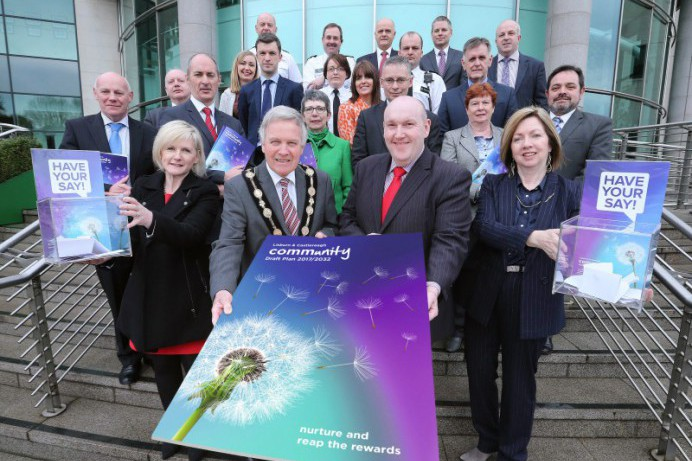 HAVE
YOUR
SAY!
Lisburn & Castlereagh
community
Draft Plan 2017/2032
nurture and
reap the rewards
HAVE
YOUR
SAY!